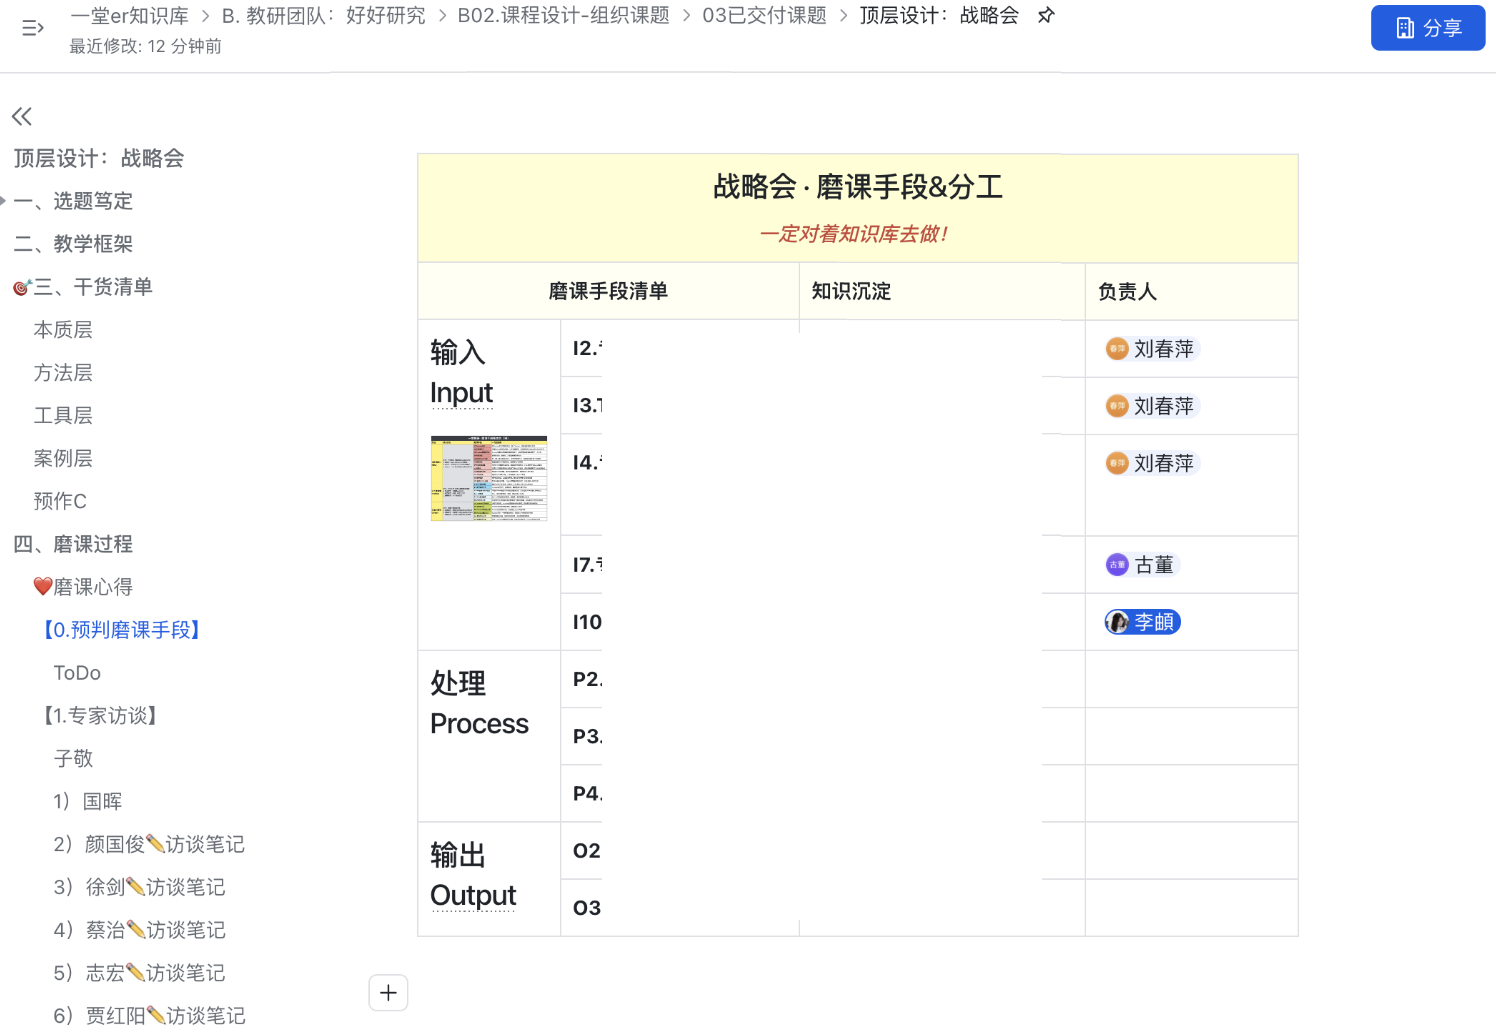 一堂er知识库 > B. 教研团队：好好研究 > B02.课程设计-组织课题 > 03已交付课题 > 顶层设计：战略会
最近修改: 12 分钟前
分享
顶层设计：战略会
一、选题笃定
二、教学框架
🎯三、干货清单
本质层
方法层
工具层
案例层
预作C
四、磨课过程
❤️磨课心得
【0.预判磨课手段】
ToDo
【1.专家访谈】
子敬
1）国晖
2）颜国俊✏️访谈笔记
3）徐剑✏️访谈笔记
4）蔡治✏️访谈笔记
5）志宏✏️访谈笔记
6）贾红阳✏️访谈笔记
战略会 · 磨课手段&分工
一定对着知识库去做！
磨课手段清单 知识沉淀 负责人
输入
Input
I2. 春萍 刘春萍
I3. 春萍 刘春萍
I4. 春萍 刘春萍
I7. 古董 古董
I10 李頔
处理
Process
P2.
P3.
P4.
输出
Output
O2
O3